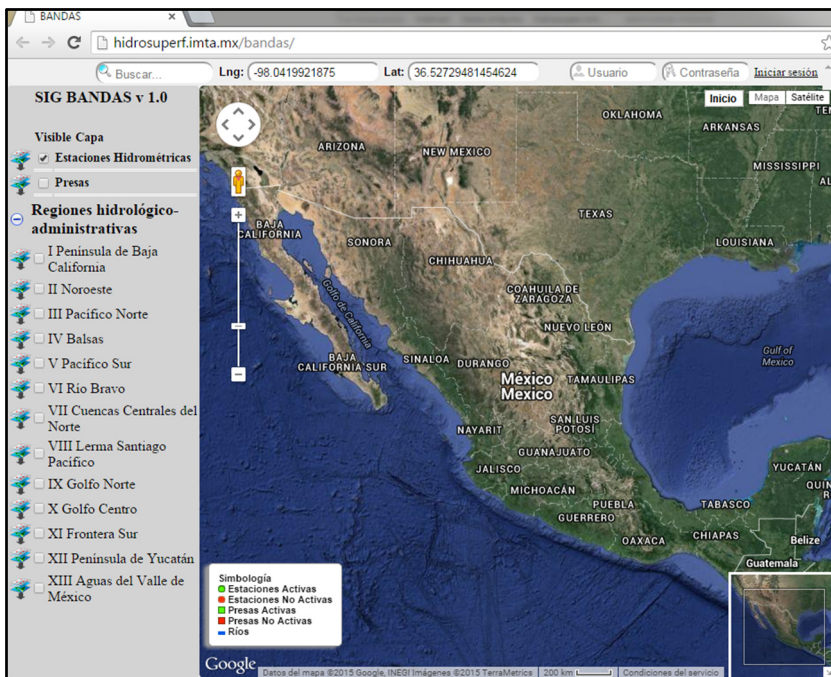 BANDAS
hidrosuperf.imta.mx/bandas/
Buscar...
Lng: -98.0419921875
Lat: 36.52729481454624
Usuario
Contraseña
Iniciar sesión
SIG BANDAS v 1.0
Visible Capa
Estaciones Hidrométricas
Presas
Regiones hidrológico-
administrativas
I Península de Baja
California
II Noroeste
III Pacífico Norte
IV Balsas
V Pacífico Sur
VI Río Bravo
VII Cuencas Centrales del
Norte
VIII Lerma Santiago
Pacífico
IX Golfo Norte
X Golfo Centro
XI Frontera Sur
XII Península de Yucatán
XIII Aguas del Valle de
México
Inicio
Mapa
Satélite
OKLAHOMA
ARKANSAS
ARIZONA
NEW MEXICO
MISSISSIPPI
TEXAS
LOUISIANA
BAJA
CALIFORNIA
SONORA
CHIHUAHUA
COAHUILA DE
ZARAGOZA
Golfo de California
NUEVO LEÓN
Gulf of
Mexico
BAJA
CALIFORNIA SUR
SINALOA
DURANGO
México
Mexico
TAMAULIPAS
SAN LUIS
POTOSÍ
NAYARIT
GUANAJUATO
JALISCO
YUCATÁN
MICHOACÁN
PUEBLA
TABASCO
GUERRERO
OAXACA
CHIAPAS
Belize
Guatemala
Simbología
Estaciones Activas
Estaciones No Activas
Presas Activas
Presas No Activas
Ríos
Google
Datos del mapa ©2015 Google, INEGI Imágenes ©2015 TerraMetrics
200 km
Condiciones del servicio